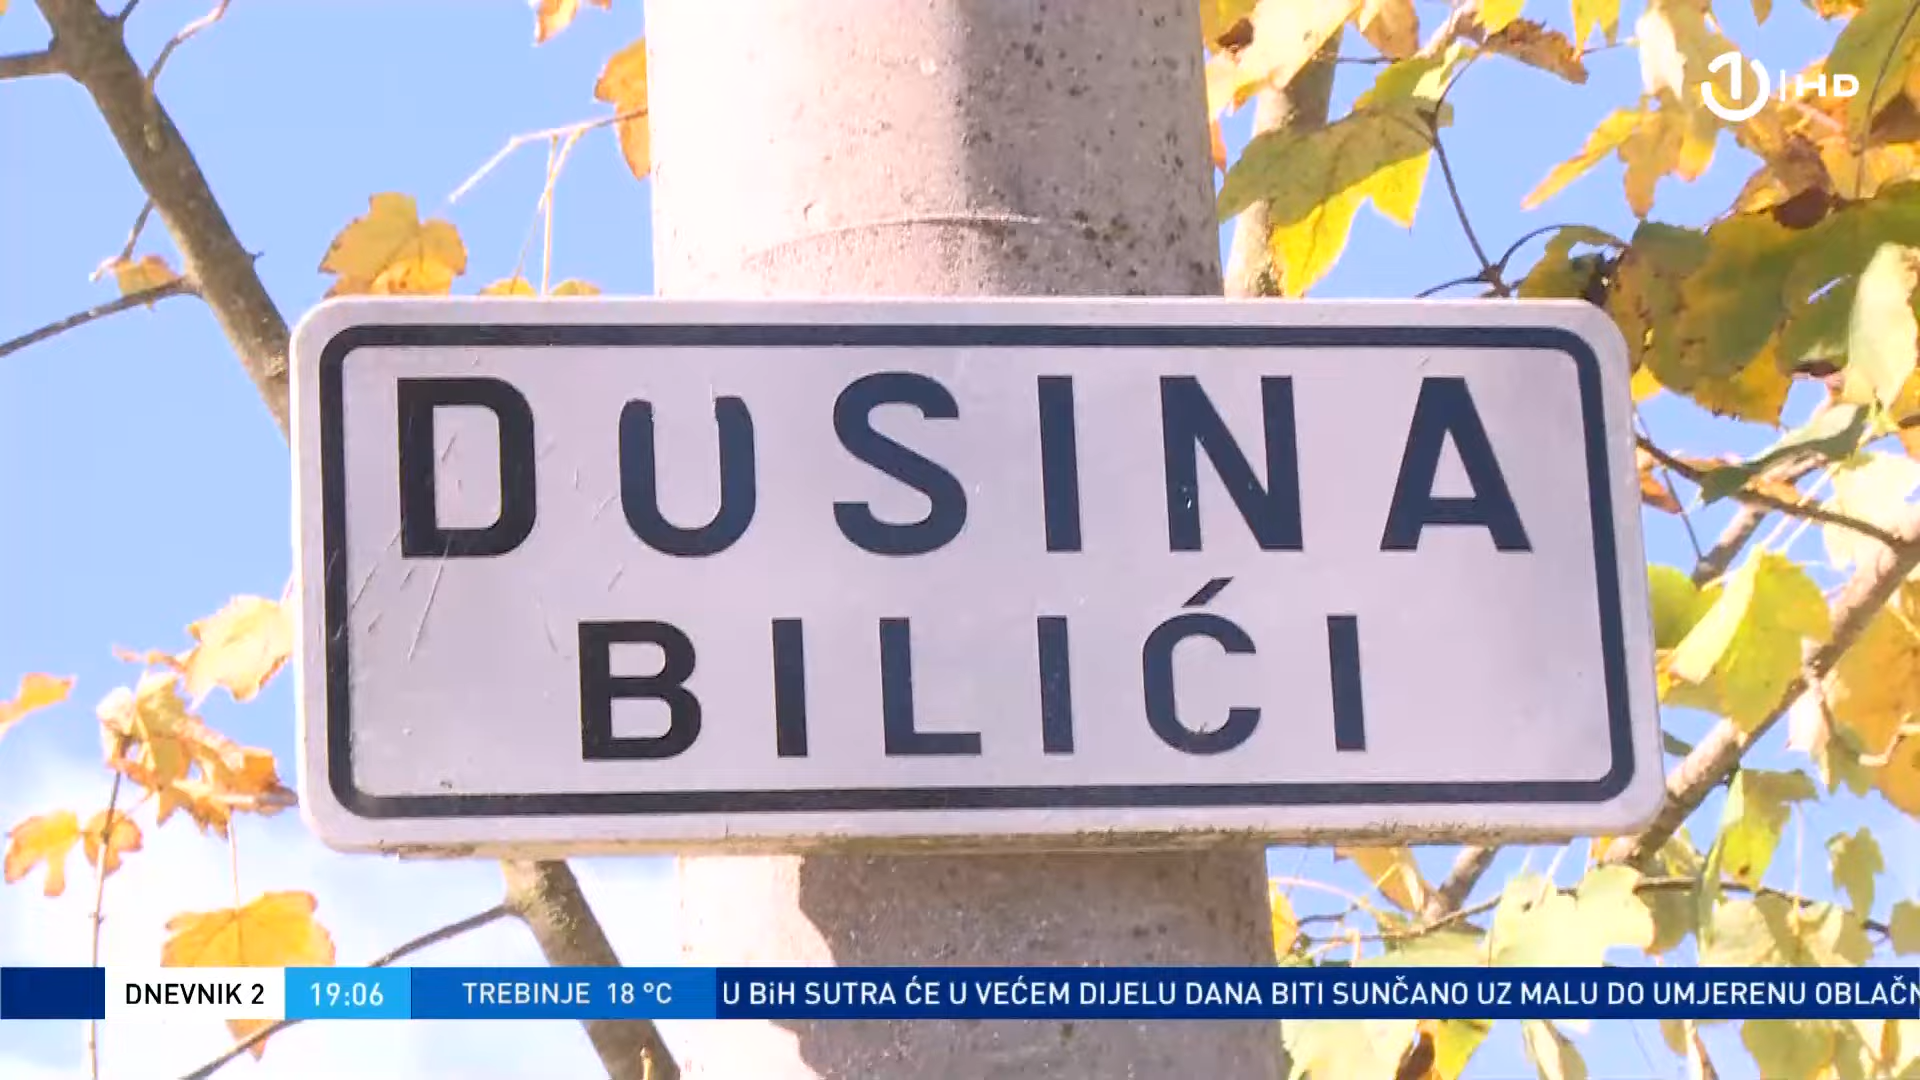 1 HD
DUSINA
BILIĆI
DNEVNIK 2 19:06 TREBINJE 18 °C U BiH SUTRA ĆE U VEĆEM DIJELU DANA BITI SUNČANO UZ MALU DO UMJERENU